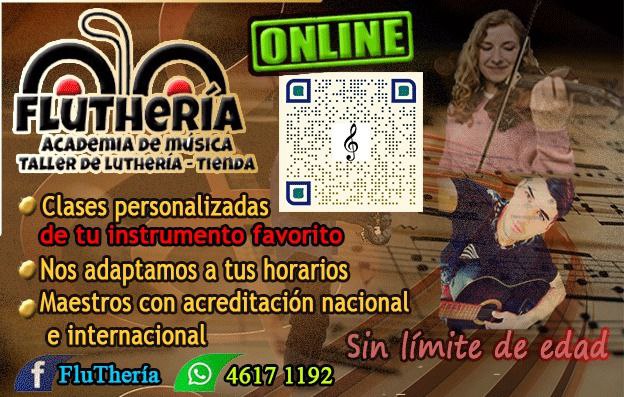 ONLINE
FLUTHERÍA
ACADEMIA DE MÚSICA
TALLER DE LUTHERÍA - TIENDA
Clases personalizadas
de tu instrumento favorito
Nos adaptamos a tus horarios
Maestros con acreditación nacional
e internacional
Sin límite de edad
f FluThería
4617 1192